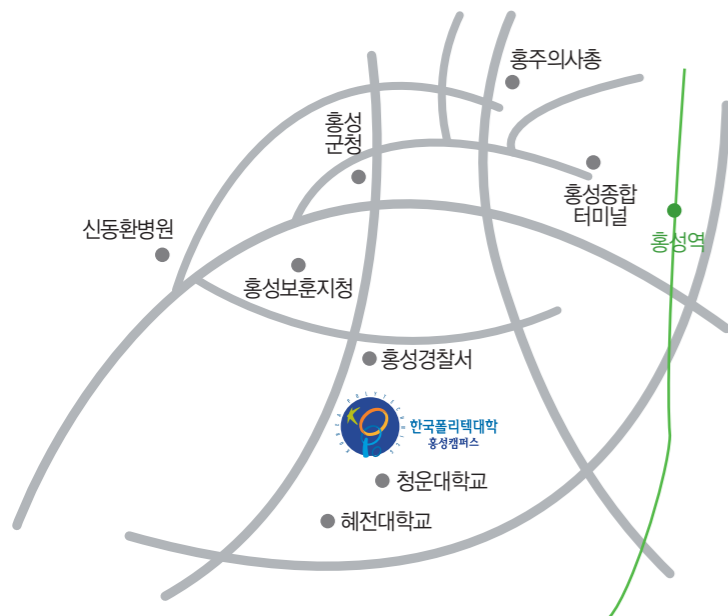 홍주의사총
홍성
군청
홍성종합
터미널
신동환병원
홍성역
홍성보훈지청
홍성경찰서
KOREA POLYTECHNICS
한국폴리텍대학
홍성캠퍼스
청운대학교
혜전대학교